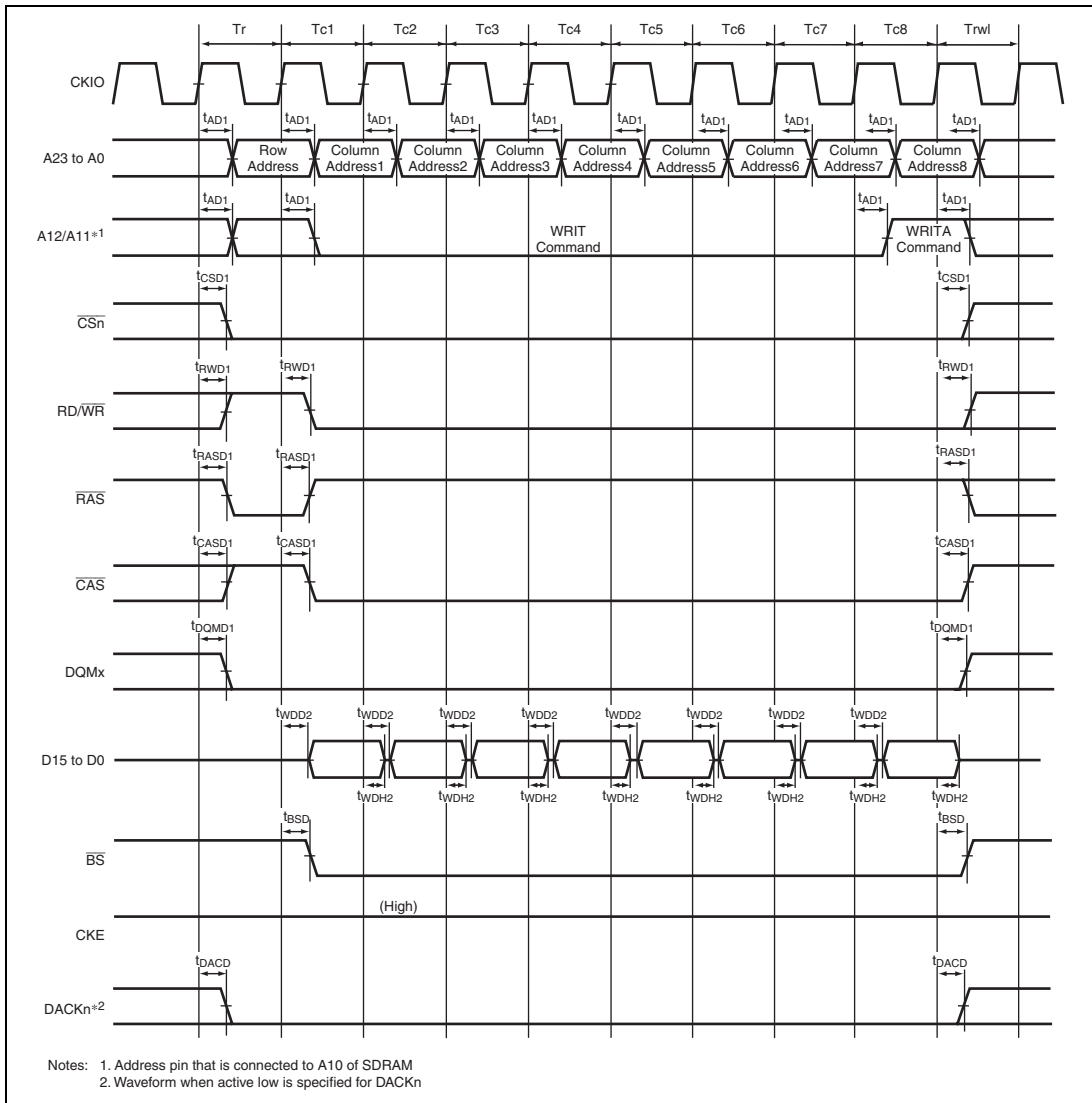 Tr Tc1 Tc2 Tc3 Tc4 Tc5 Tc6 Tc7 Tc8 Trwl
CKIO
tAD1 tAD1 tAD1 tAD1 tAD1 tAD1 tAD1 tAD1 tAD1 tAD1
A23 to A0
Row Address
Column Address1
Column Address2
Column Address3
Column Address4
Column Address5
Column Address6
Column Address7
Column Address8
tAD1 tAD1 tAD1 tAD1
A12/A11*1
WRIT Command
WRITA Command
tCSD1 tCSD1
CSn
tRWD1 tRWD1 tRWD1
RD/WR
tRASD1 tRASD1 tRASD1
RAS
tCASD1 tCASD1 tCASD1
CAS
tDQMD1 tDQMD1
DQMx
tWDD2 tWDD2 tWDD2 tWDD2 tWDD2 tWDD2 tWDD2 tWDD2
D15 to D0
tWDH2 tWDH2 tWDH2 tWDH2 tWDH2 tWDH2 tWDH2 tWDH2
tBSD tBSD
BS
(High)
CKE
tDACD tDACD
DACKn*2
Notes: 1. Address pin that is connected to A10 of SDRAM
2. Waveform when active low is specified for DACKn